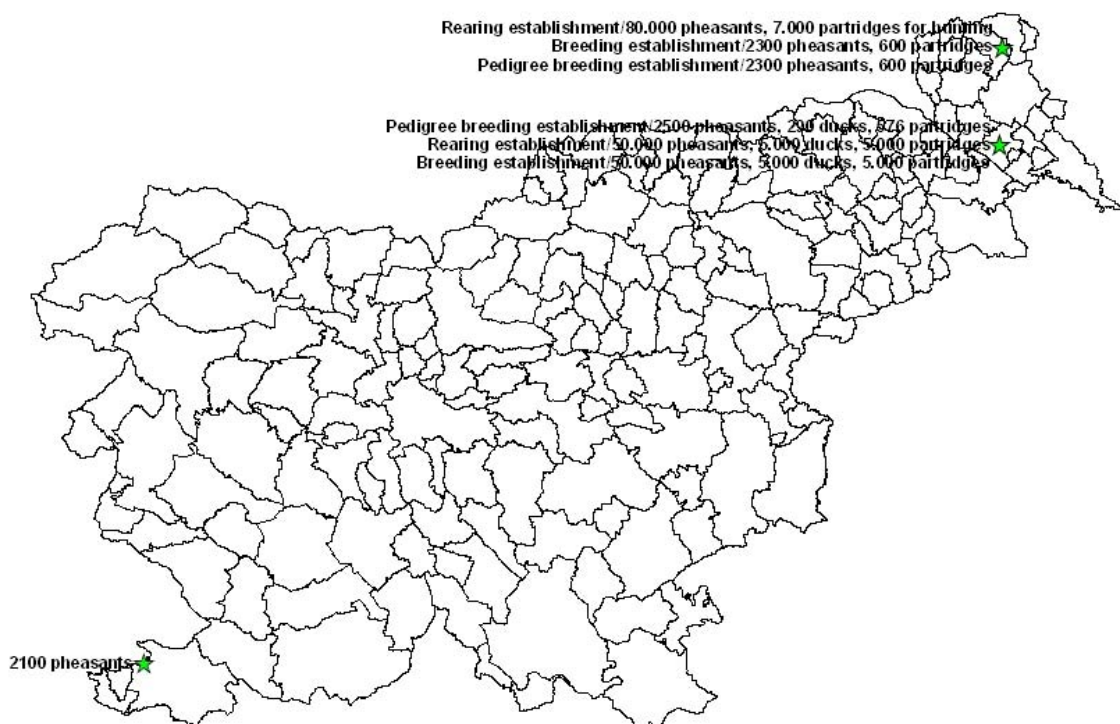 Rearing establishment/80.000 pheasants, 7.000 partridges for hunting
Breeding establishment/2300 pheasants, 600 partridges
Pedigree breeding establishment/2300 pheasants, 600 partridges
Pedigree breeding establishment/2500 pheasants, 290 ducks, 576 partridges
Rearing establishment/50.000 pheasants, 5.000 ducks, 5.000 partridges
Breeding establishment/50.000 pheasants, 5.000 ducks, 5.000 partridges
2100 pheasants